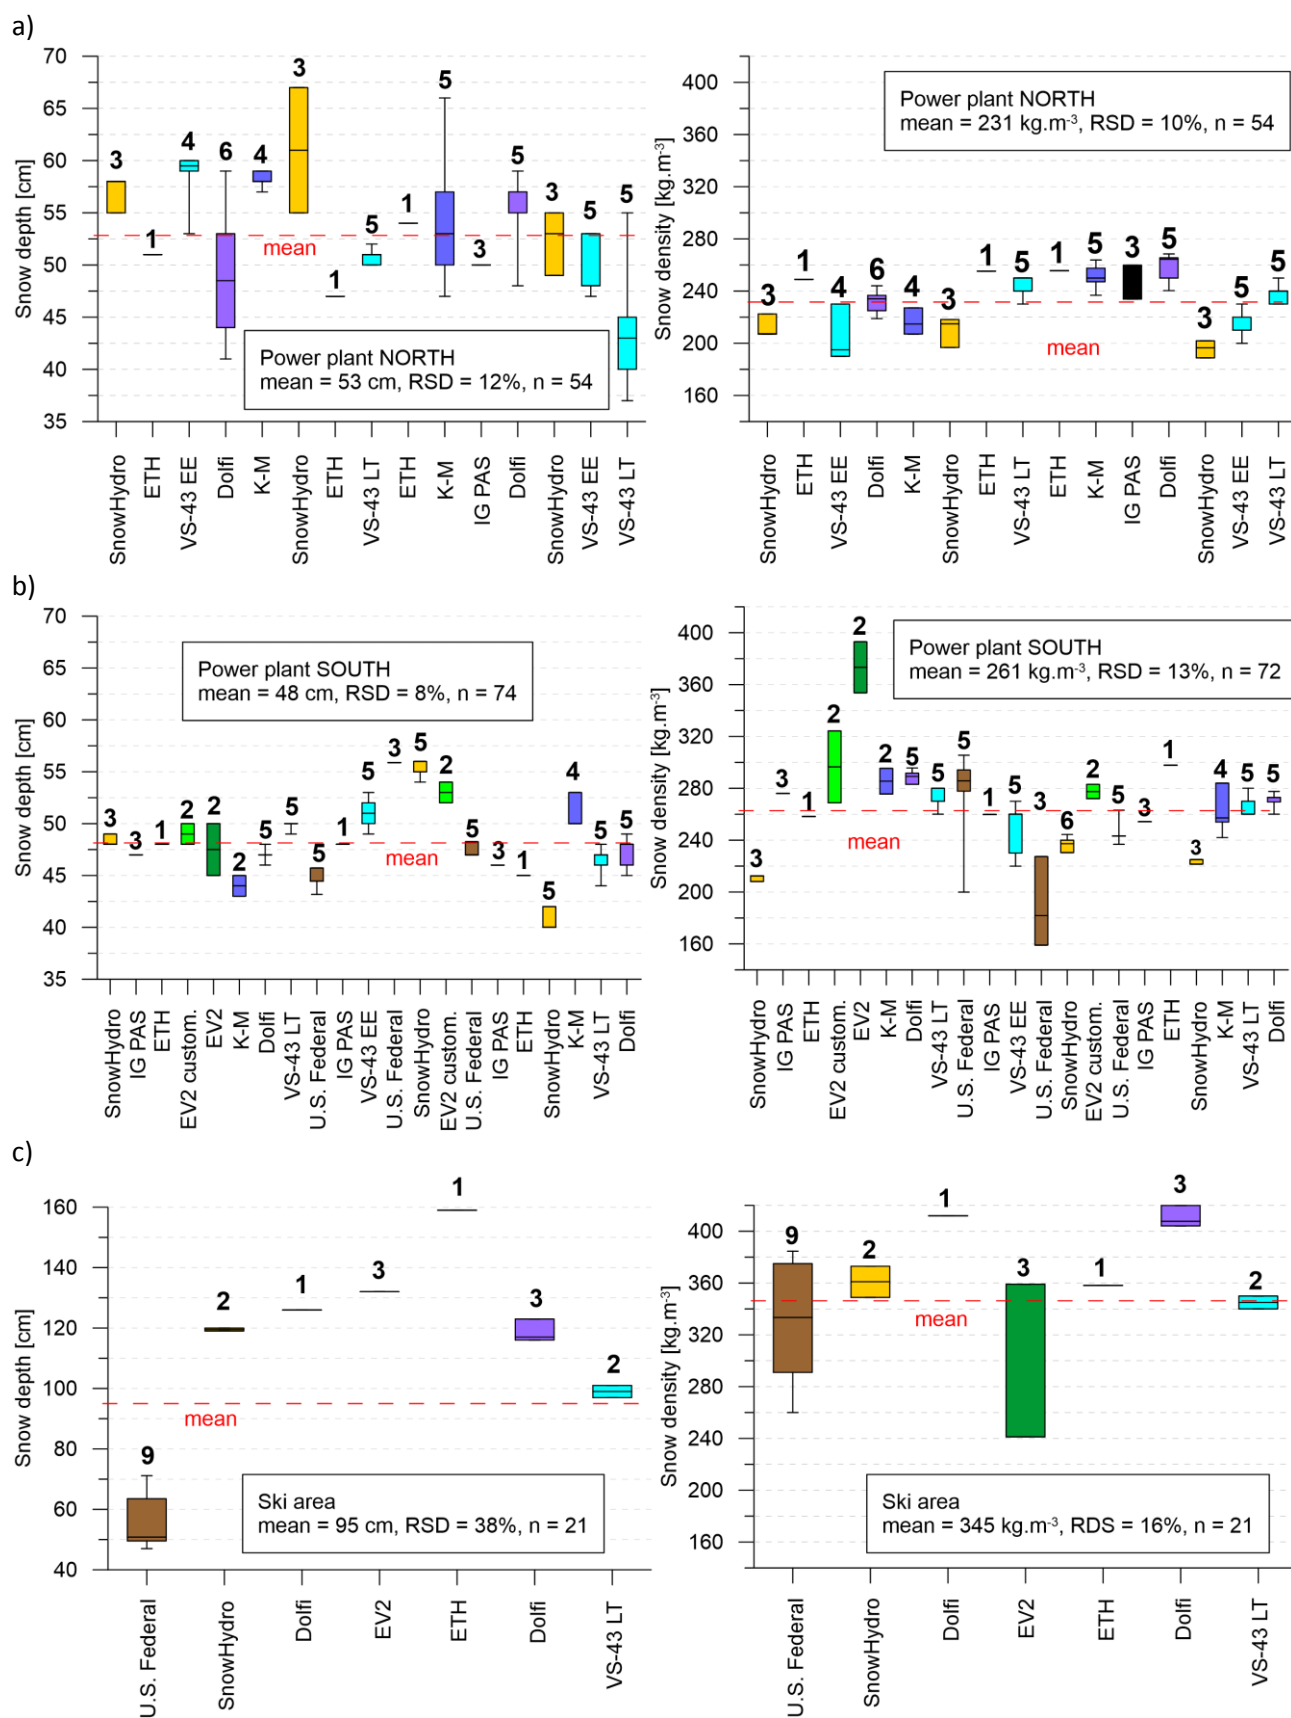 a)
70
65
60
55
50
45
40
35
Snow depth [cm]
3
1
4
6
4
3
1
5
1
5
3
5
3
5
5
mean
Power plant NORTH
mean = 53 cm, RSD = 12%, n = 54
SnowHydro
ETH
VS-43 EE
Dolfi
K-M
SnowHydro
ETH
VS-43 LT
ETH
K-M
IG PAS
Dolfi
SnowHydro
VS-43 EE
VS-43 LT
400
360
320
280
240
200
160
Snow density [kg.m-3]
Power plant NORTH
mean = 231 kg.m-3, RSD = 10%, n = 54
3
1
4
6
4
3
1
5
1
5
3
5
3
5
5
mean
SnowHydro
ETH
VS-43 EE
Dolfi
K-M
SnowHydro
ETH
VS-43 LT
ETH
K-M
IG PAS
Dolfi
SnowHydro
VS-43 EE
VS-43 LT
b)
70
65
60
55
50
45
40
35
Snow depth [cm]
Power plant SOUTH
mean = 48 cm, RSD = 8%, n = 74
3
3
1
2
2
2
5
5
5
1
5
3
5
2
5
3
1
5
4
5
5
mean
SnowHydro
IG PAS
ETH
EV2 custom.
EV2
K-M
Dolfi
VS-43 LT
U.S. Federal
IG PAS
VS-43 EE
U.S. Federal
SnowHydro
EV2 custom.
U.S. Federal
IG PAS
ETH
SnowHydro
K-M
VS-43 LT
Dolfi
400
360
320
280
240
200
160
Snow density [kg.m-3]
Power plant SOUTH
mean = 261 kg.m-3, RSD = 13%, n = 72
3
3
1
2
2
2
5
5
5
1
5
3
6
2
5
3
1
3
4
5
5
SnowHydro
IG PAS
ETH
EV2 custom.
EV2
K-M
Dolfi
VS-43 LT
U.S. Federal
IG PAS
VS-43 EE
U.S. Federal
SnowHydro
EV2 custom.
U.S. Federal
IG PAS
ETH
SnowHydro
K-M
VS-43 LT
Dolfi
c)
160
140
120
100
80
60
40
Snow depth [cm]
9
2
1
3
1
3
2
mean
Ski area
mean = 95 cm, RSD = 38%, n = 21
U.S. Federal
SnowHydro
Dolfi
EV2
ETH
Dolfi
VS-43 LT
400
360
320
280
240
200
160
Snow density [kg.m-3]
9
2
1
3
1
3
2
mean
Ski area
mean = 345 kg.m-3, RDS = 16%, n = 21
U.S. Federal
SnowHydro
Dolfi
EV2
ETH
Dolfi
VS-43 LT